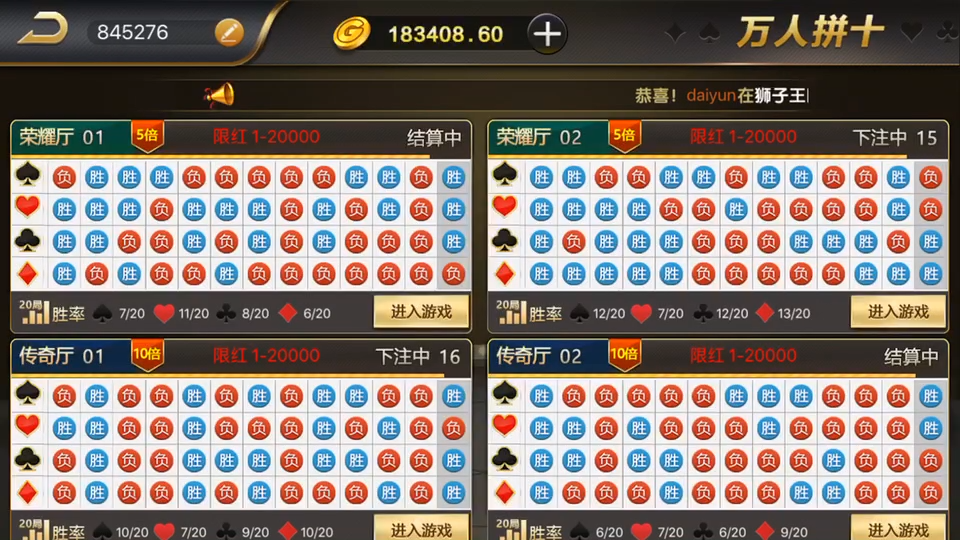 845276
G 183408.60 +
万人拼十
恭喜！daiyun在狮子王
荣耀厅 01 5倍 限红 1-20000 结算中
负 胜 胜 胜 负 负 负 负 负 胜 胜 负 胜
胜 胜 胜 负 胜 胜 胜 负 胜 负 胜 负 胜
胜 胜 负 负 胜 负 胜 负 胜 负 负 负 胜
胜 负 胜 负 负 胜 负 负 负 负 负 负 负
20局 胜率 7/20 11/20 8/20 6/20 进入游戏
荣耀厅 02 5倍 限红 1-20000 下注中 15
胜 胜 负 负 胜 胜 负 胜 胜 负 负 胜 负
胜 胜 胜 胜 负 负 胜 负 负 负 负 胜 负
胜 负 胜 胜 胜 负 负 负 胜 胜 胜 负 胜
胜 胜 胜 胜 胜 负 负 负 负 负 胜 胜 胜
20局 胜率 12/20 7/20 12/20 13/20 进入游戏
传奇厅 01 10倍 限红 1-20000 下注中 16
负 胜 负 负 胜 负 胜 负 胜 胜 负 负 胜
胜 胜 负 负 负 负 负 负 胜 负 胜 负 负
负 胜 负 负 胜 胜 负 负 胜 胜 负 负 胜
负 胜 负 负 胜 负 胜 胜 负 负 胜 负 胜
20局 胜率 10/20 7/20 9/20 10/20 进入游戏
传奇厅 02 10倍 限红 1-20000 结算中
胜 负 负 负 负 负 胜 胜 胜 负 负 负 胜
胜 胜 负 负 胜 负 负 胜 负 负 负 负 胜
胜 负 负 负 胜 负 负 负 负 胜 负 负 胜
胜 负 负 负 胜 负 负 负 胜 胜 负 负 负
20局 胜率 6/20 7/20 6/20 9/20 进入游戏